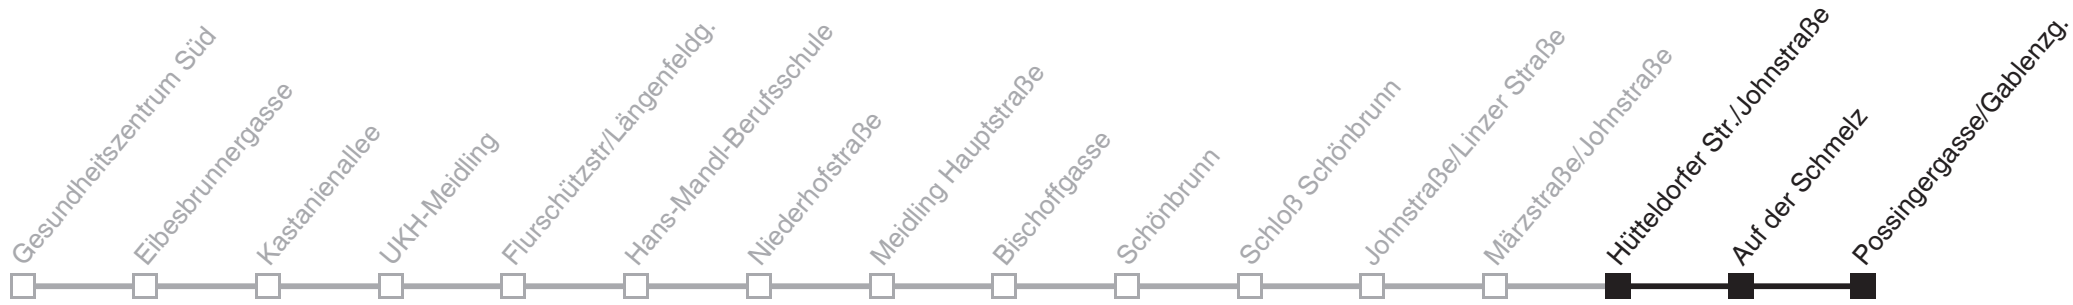 Gesundheitszentrum Süd
Eibesbrunnergasse
Kastanienallee
UKH-Meidling
Flurschützstr/Längenfeldg.
Hans-Mandl-Berufsschule
Niederhofstraße
Meidling Hauptstraße
Bischoffgasse
Schönbrunn
Schloß Schönbrunn
Johnstraße/Linzer Straße
Märzstraße/Johnstraße
Hütteldorfer Str./Johnstraße
Auf der Schmelz
Possingergasse/Gablenzg.